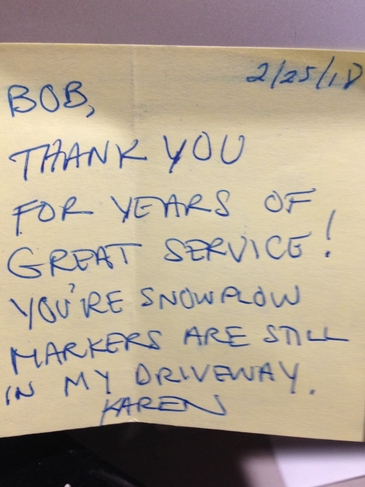 2/25/18
BOB,
THANK YOU
FOR YEARS OF
GREAT SERVICE!
YOU'RE SNOWPLOW
MARKERS ARE STILL
IN MY DRIVEWAY.
KAREN